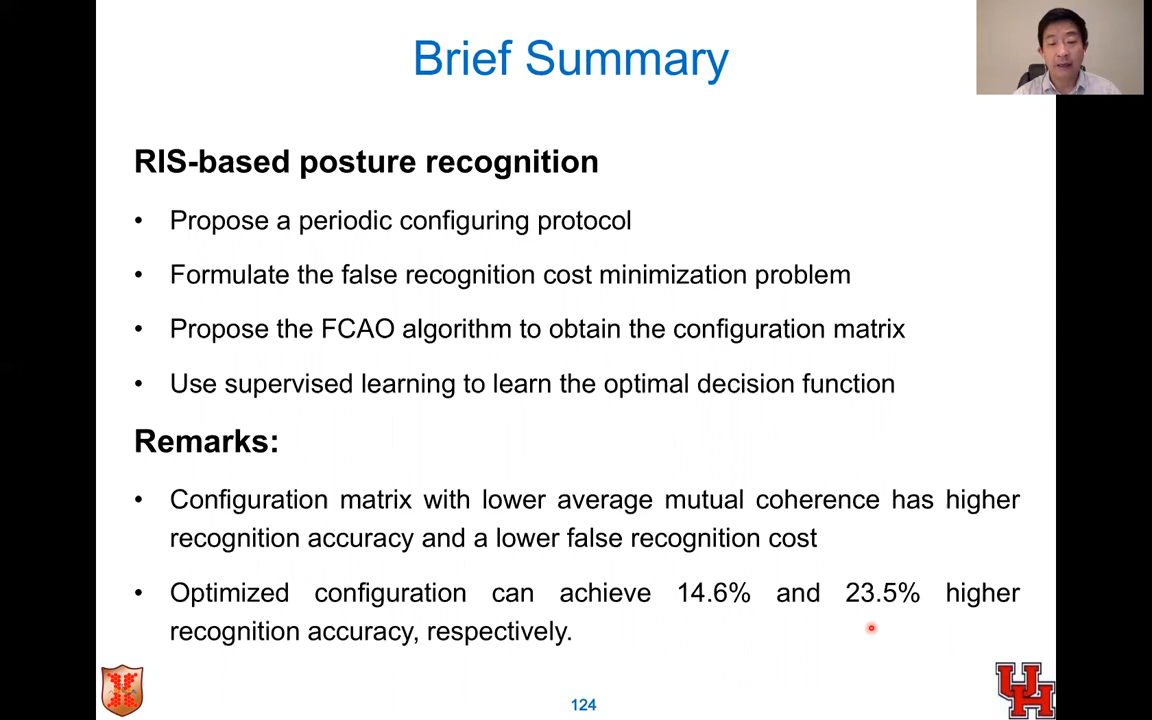 Brief Summary
RIS-based posture recognition
• Propose a periodic configuring protocol
• Formulate the false recognition cost minimization problem
• Propose the FCAO algorithm to obtain the configuration matrix
• Use supervised learning to learn the optimal decision function
Remarks:
• Configuration matrix with lower average mutual coherence has higher
recognition accuracy and a lower false recognition cost
• Optimized configuration can achieve 14.6% and 23.5% higher
recognition accuracy, respectively.
UH
124